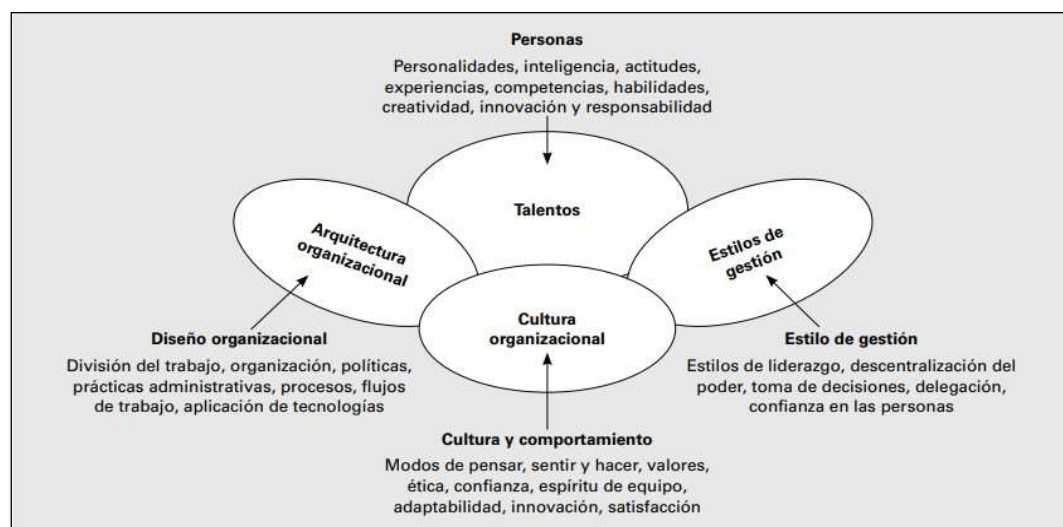 Personas
Personalidades, inteligencia, actitudes,
experiencias, competencias, habilidades,
creatividad, innovación y responsabilidad
Talentos
Arquitectura
organizacional
Estilos de
gestión
Cultura
organizacional
Diseño organizacional
División del trabajo, organización, políticas,
prácticas administrativas, procesos, flujos
de trabajo, aplicación de tecnologías
Estilo de gestión
Estilos de liderazgo, descentralización del
poder, toma de decisiones, delegación,
confianza en las personas
Cultura y comportamiento
Modos de pensar, sentir y hacer, valores,
ética, confianza, espíritu de equipo,
adaptabilidad, innovación, satisfacción